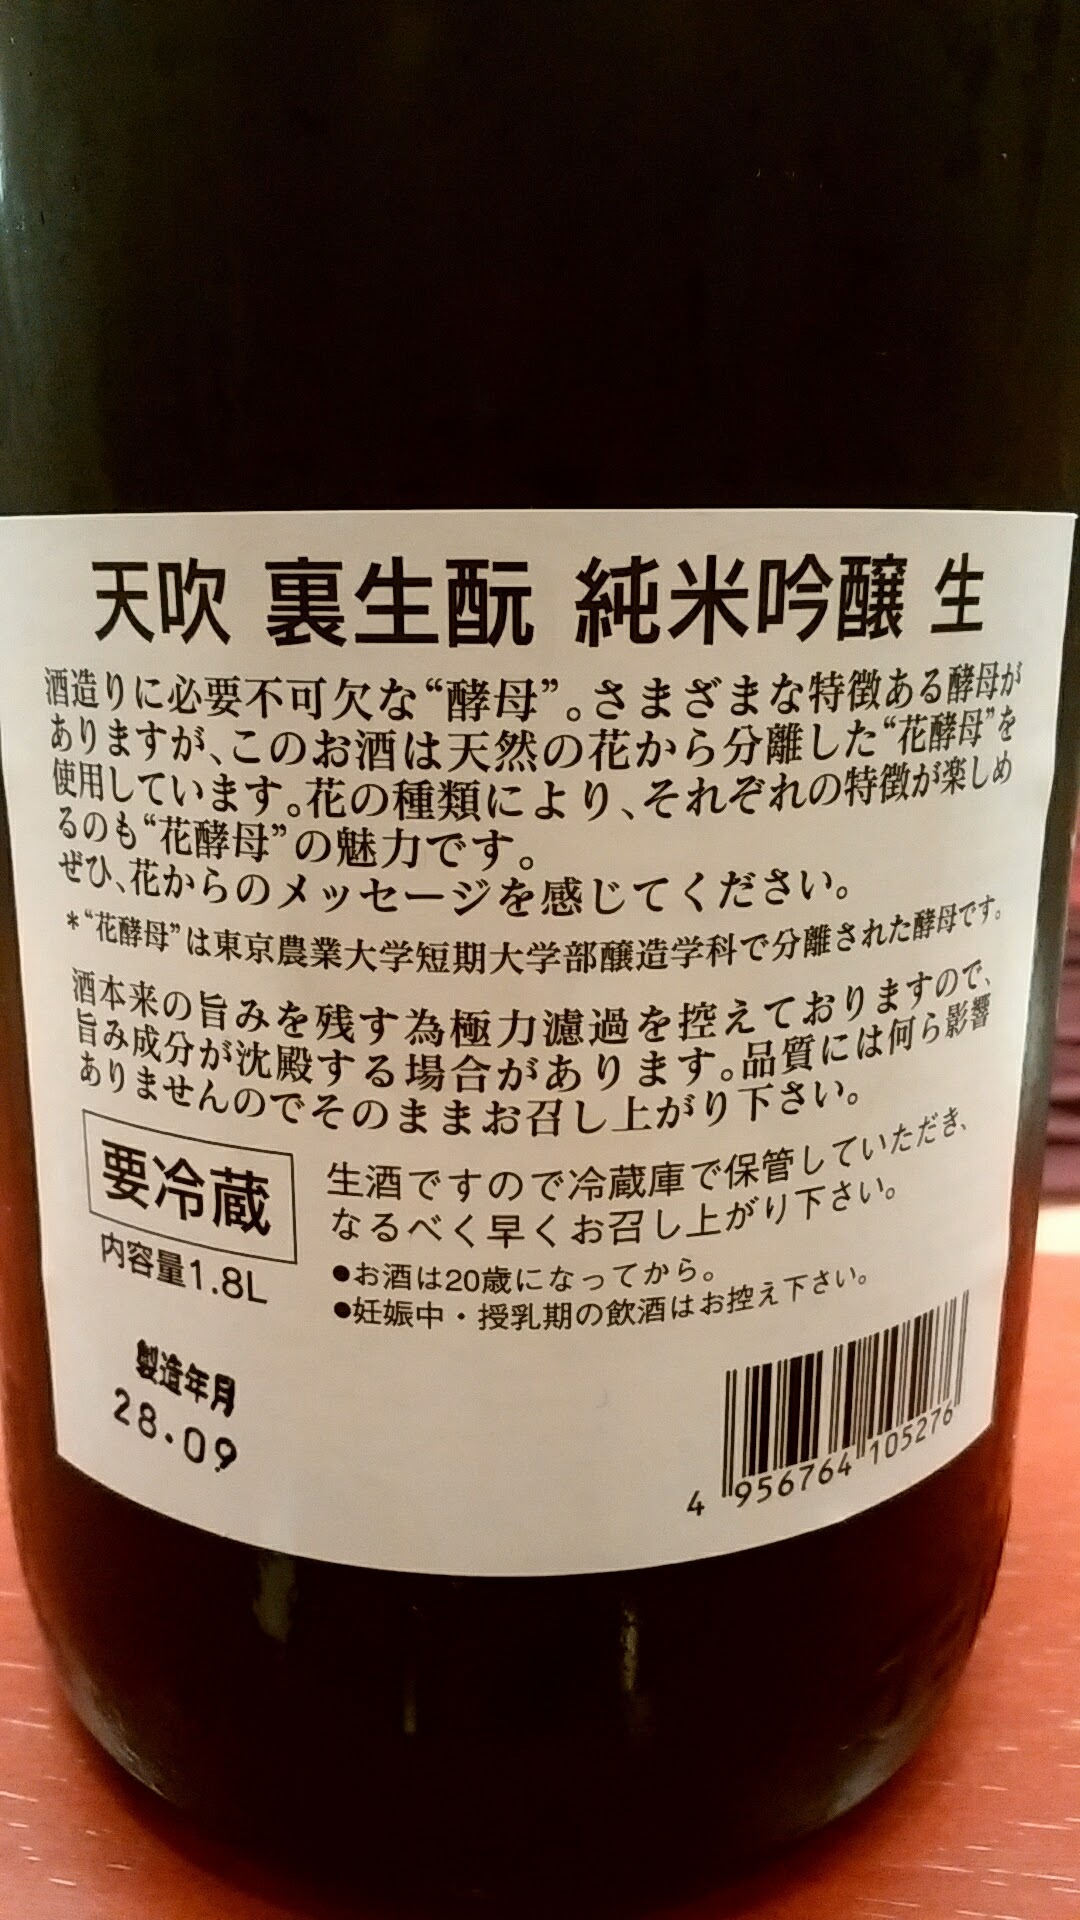 天吹 裏生酛 純米吟醸 生
酒造りに必要不可欠な“酵母”。さまざまな特徴ある酵母が
ありますが、このお酒は天然の花から分離した“花酵母”を
使用しています。花の種類により、それぞれの特徴が楽しめ
るのも“花酵母”の魅力です。
ぜひ、花からのメッセージを感じてください。
*“花酵母”は東京農業大学短期大学部醸造学科で分離された酵母です。
酒本来の旨みを残す為極力濾過を控えておりますので、
旨み成分が沈殿する場合があります。品質には何ら影響
ありませんのでそのままお召し上がり下さい。
要冷蔵
生酒ですので冷蔵庫で保管していただき、
なるべく早くお召し上がり下さい。
内容量1.8L
●お酒は20歳になってから。
●妊娠中・授乳期の飲酒はお控え下さい。
製造年月
28.09
4 956764 105276